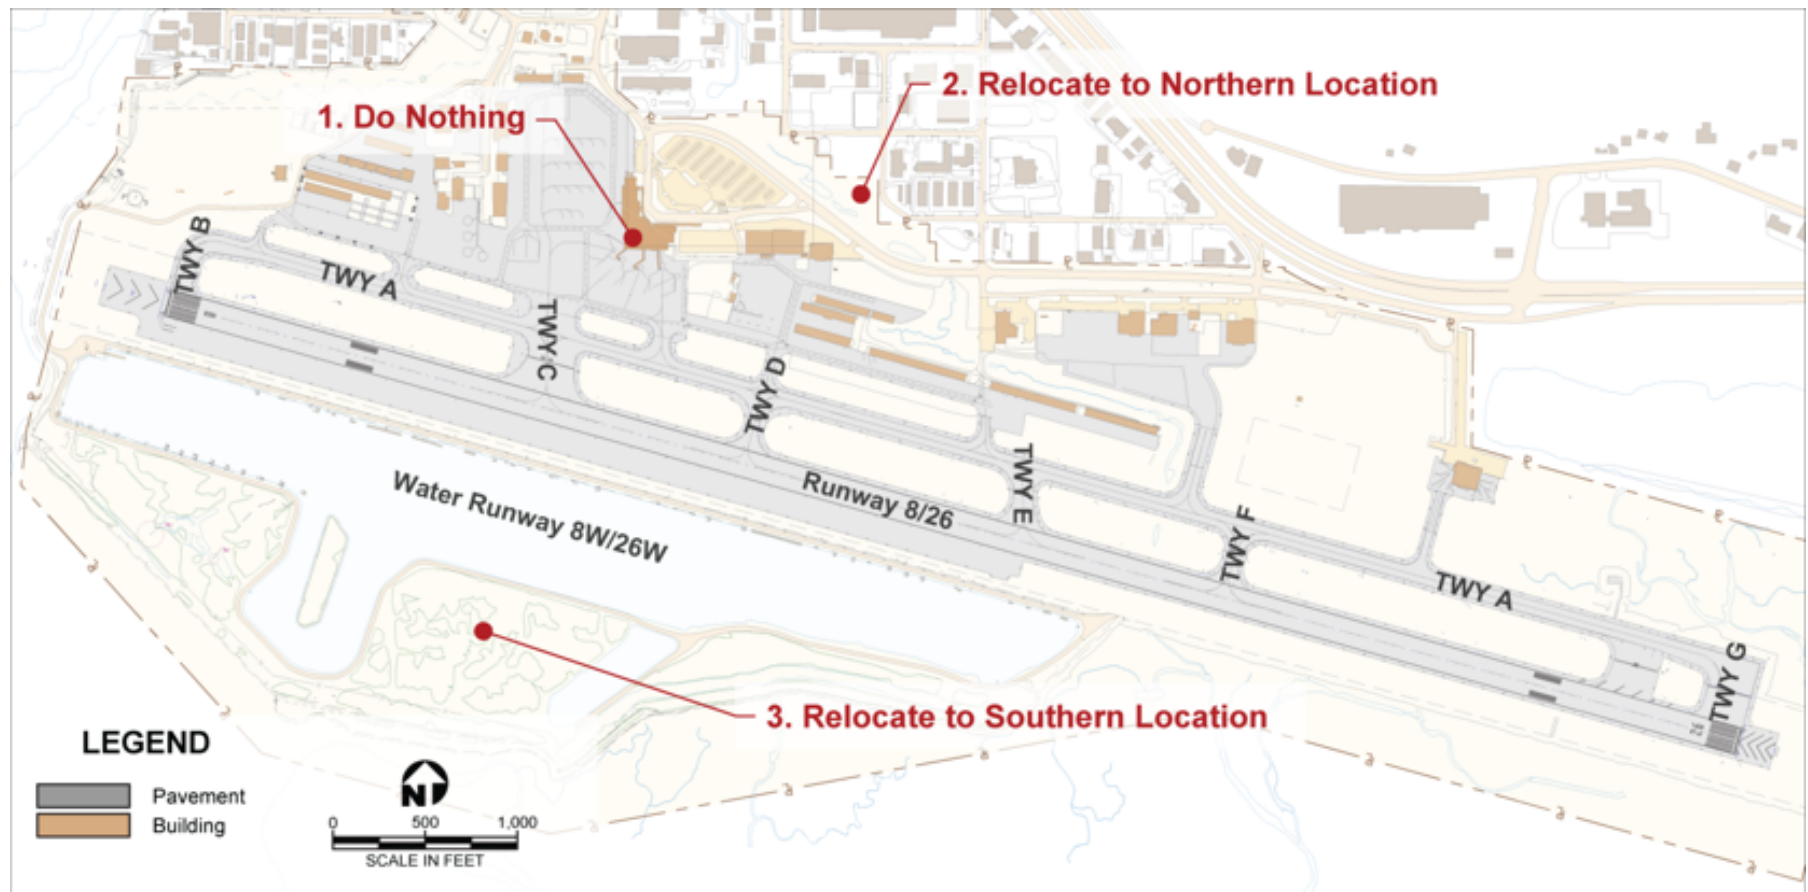 2. Relocate to Northern Location
1. Do Nothing
TWY B
TWY A
TWY C
TWY D
Water Runway 8W/26W
Runway 8/26
TWY E
TWY F
TWY A
TWY G
26
3. Relocate to Southern Location
LEGEND
Pavement
Building
N
0 500 1,000
SCALE IN FEET